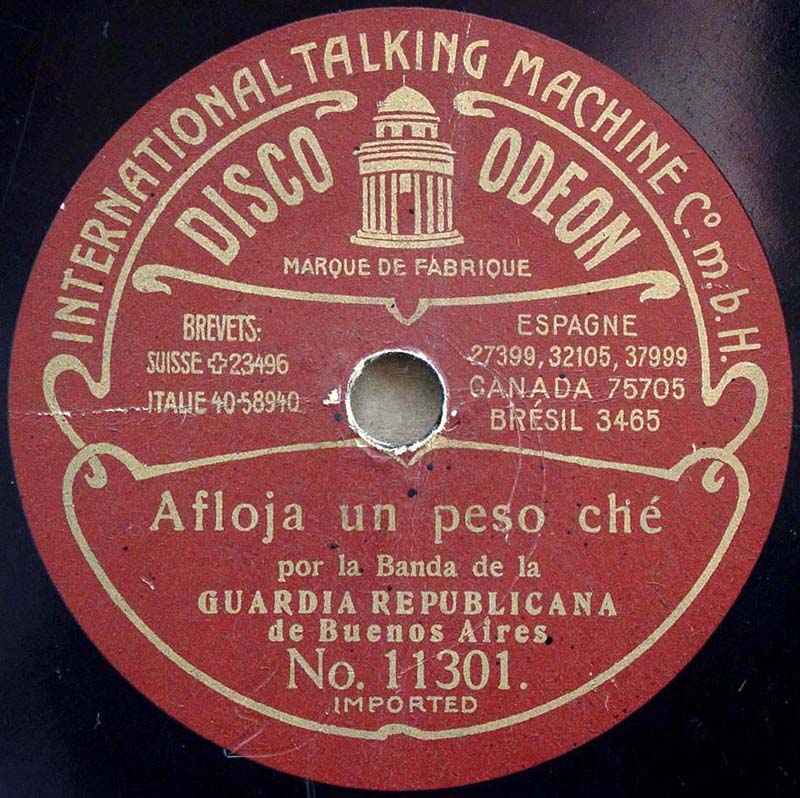 INTERNATIONAL TALKING MACHINE Co. m.b.H.
DISCO ODEON
MARQUE DE FABRIQUE
BREVETS:
SUISSE ✚ 23496
ITALIE 40-58940
ESPAGNE
27399, 32105, 37999
CANADA 75705
BRÉSIL 3465
Afloja un peso ché
por la Banda de la
GUARDIA REPUBLICANA
de Buenos Aires
No. 11301.
IMPORTED